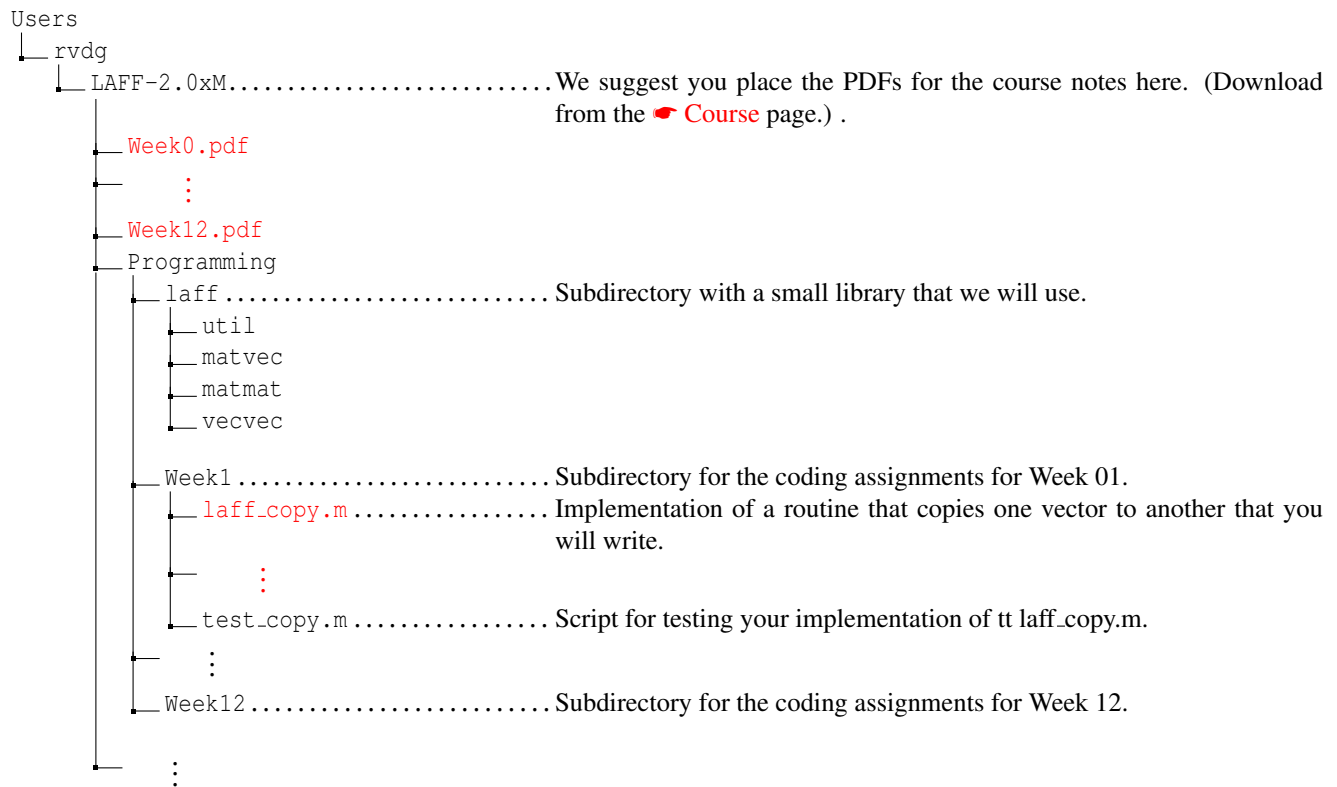 Users
rvdg
LAFF-2.0xM............................We suggest you place the PDFs for the course notes here. (Download
from the ☛ Course page.) .
Week0.pdf
⋮
Week12.pdf
Programming
laff............................Subdirectory with a small library that we will use.
util
matvec
matmat
vecvec
Week1...........................Subdirectory for the coding assignments for Week 01.
laff_copy.m.................Implementation of a routine that copies one vector to another that you
will write.
⋮
test_copy.m.................Script for testing your implementation of tt laff_copy.m.
⋮
Week12..........................Subdirectory for the coding assignments for Week 12.
⋮